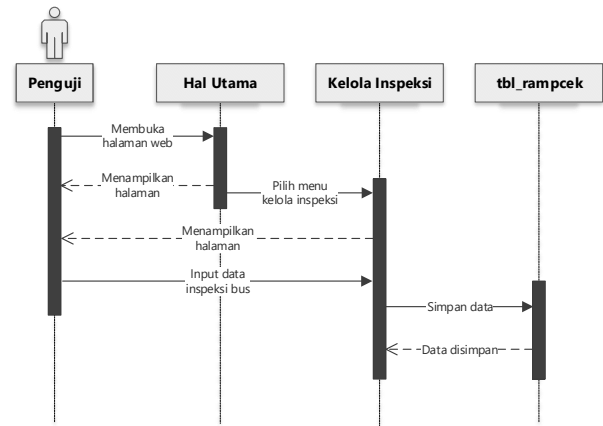 Penguji
Hal Utama
Kelola Inspeksi
tbl_rampcek
Membuka
halaman web
Menampilkan
halaman
Pilih menu
kelola inspeksi
Menampilkan
halaman
Input data
inspeksi bus
Simpan data
Data disimpan